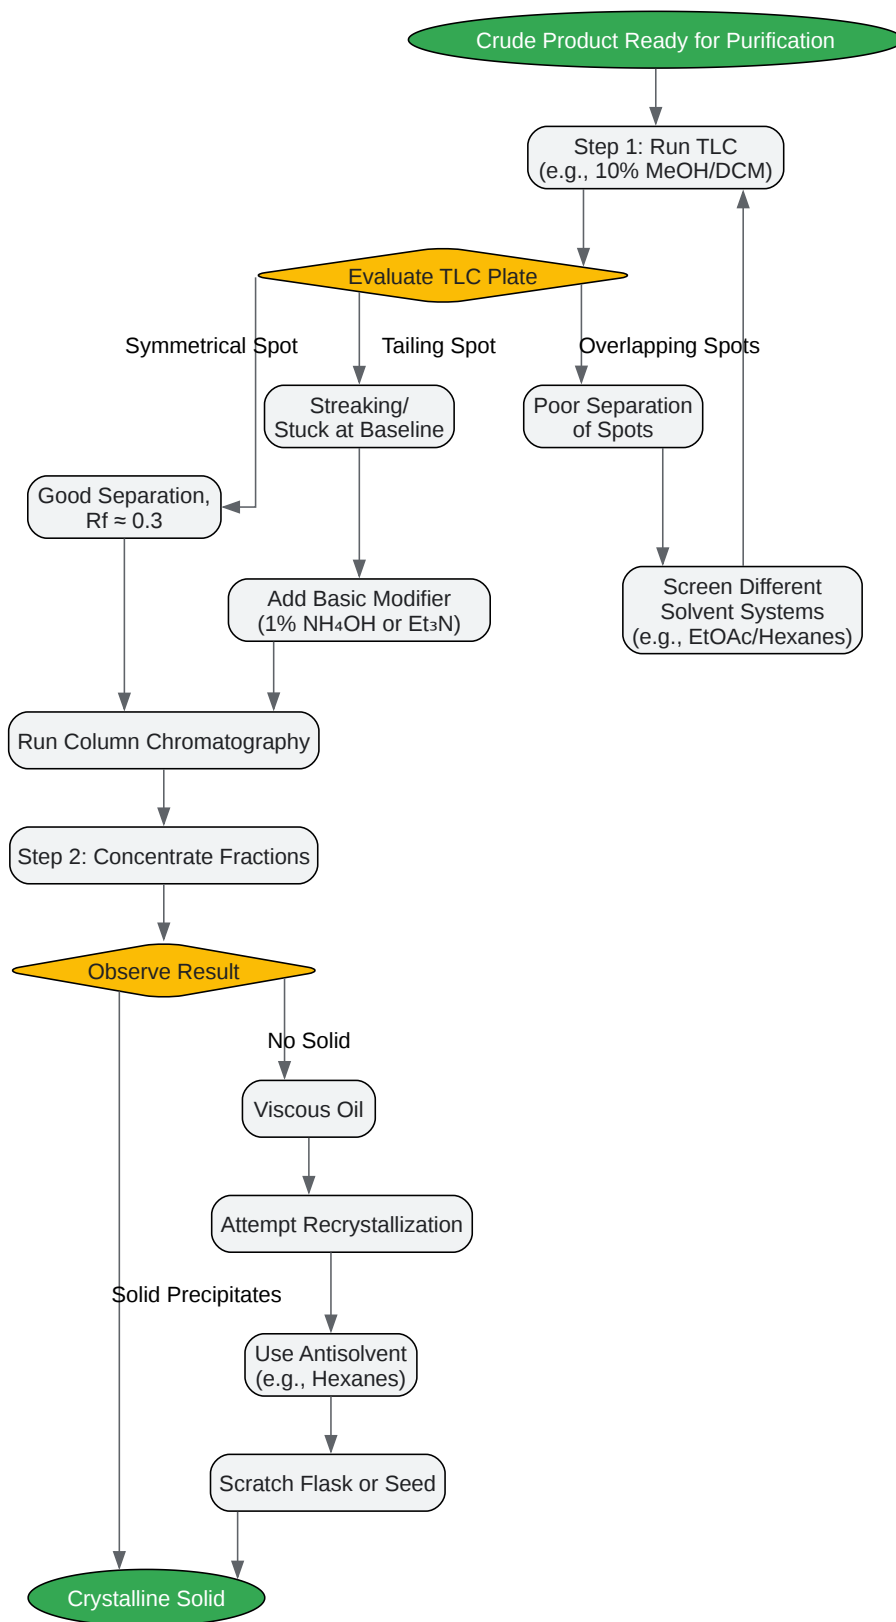 Crude Product Ready for Purification
Step 1: Run TLC
(e.g., 10% MeOH/DCM)
Evaluate TLC Plate
Symmetrical Spot
Tailing Spot
Overlapping Spots
Streaking/
Stuck at Baseline
Poor Separation
of Spots
Good Separation,
Rf ≈ 0.3
Add Basic Modifier
(1% NH₄OH or Et₃N)
Screen Different
Solvent Systems
(e.g., EtOAc/Hexanes)
Run Column Chromatography
Step 2: Concentrate Fractions
Observe Result
No Solid
Viscous Oil
Attempt Recrystallization
Solid Precipitates
Use Antisolvent
(e.g., Hexanes)
Scratch Flask or Seed
Crystalline Solid